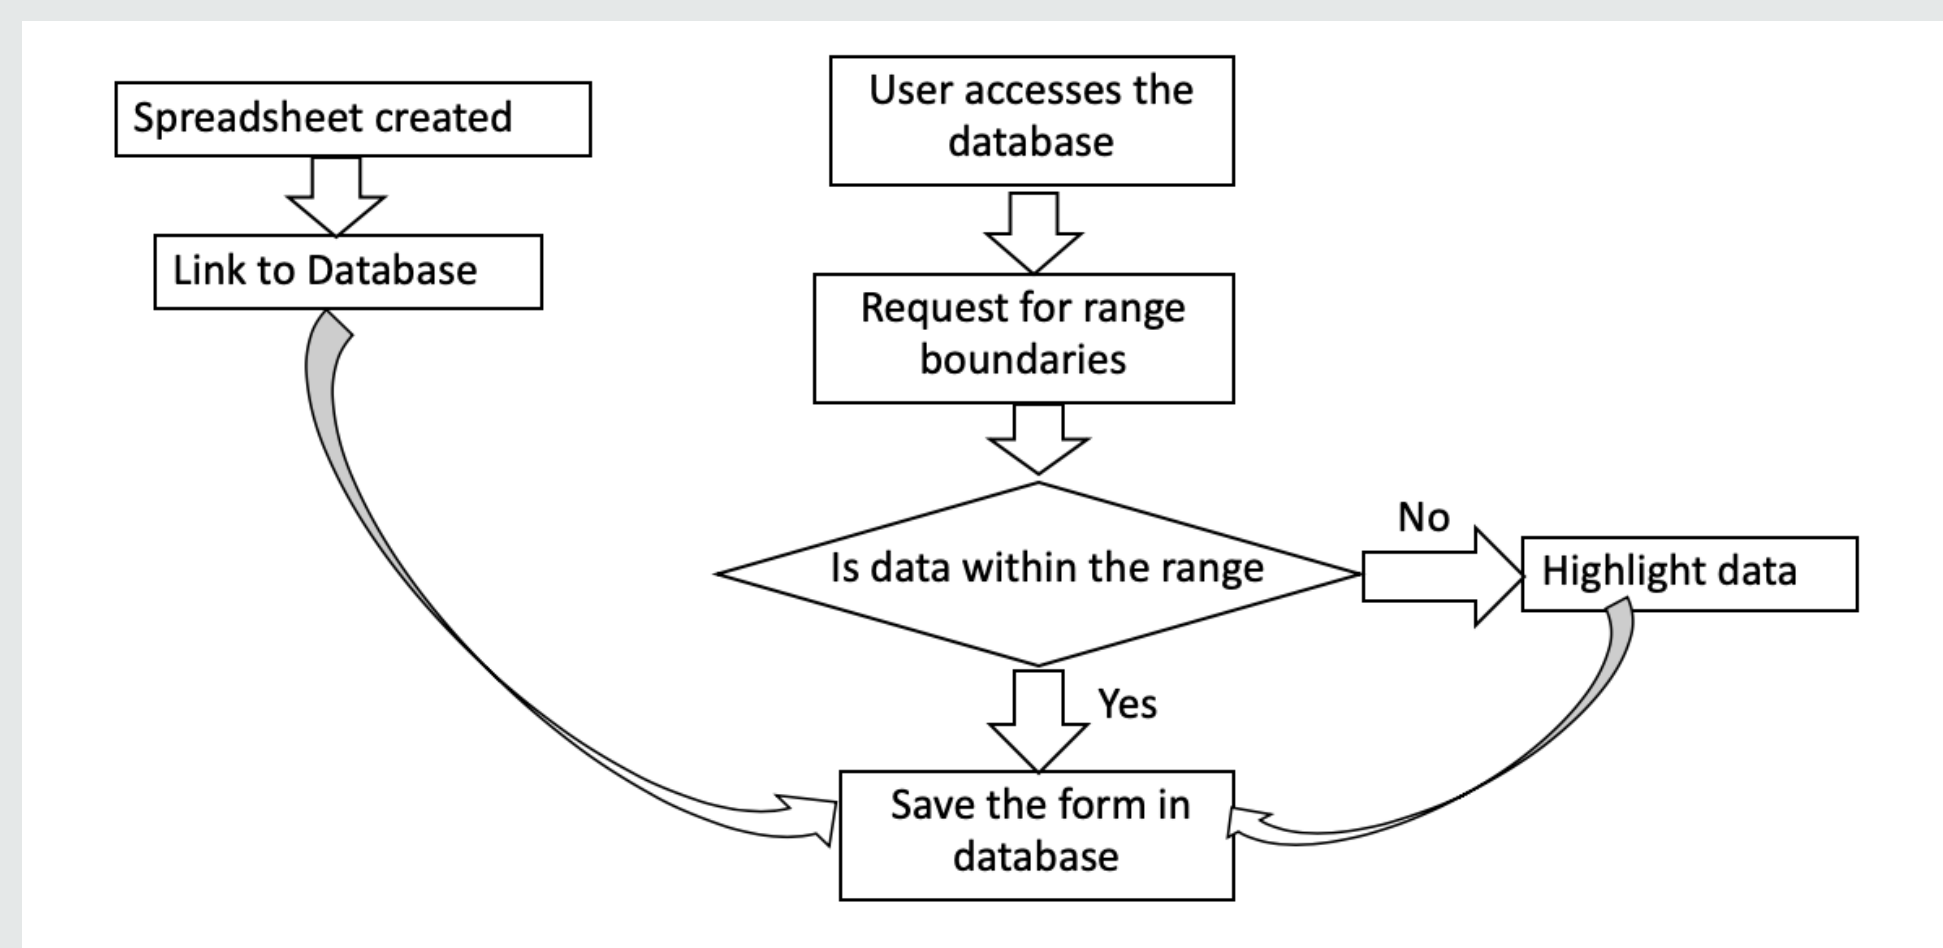 Spreadsheet created
Link to Database
User accesses the
database
Request for range
boundaries
Is data within the range
No
Highlight data
Yes
Save the form in
database